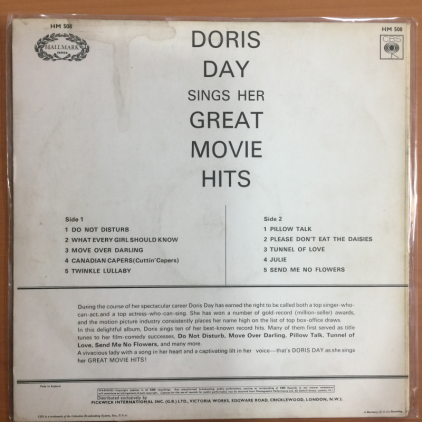 HM 508
HALLMARK
SERIES
HM 508
CBS
DORIS
DAY
SINGS HER
GREAT
MOVIE
HITS
Side 1
1 DO NOT DISTURB
2 WHAT EVERY GIRL SHOULD KNOW
3 MOVE OVER DARLING
4 CANADIAN CAPERS (Cuttin' Capers)
5 TWINKLE LULLABY
Side 2
1 PILLOW TALK
2 PLEASE DON'T EAT THE DAISIES
3 TUNNEL OF LOVE
4 JULIE
5 SEND ME NO FLOWERS
During the course of her spectacular career Doris Day has earned the right to be called both a top singer-who-
can-act and a top actress-who-can-sing. She has won a number of gold-record (million-seller) awards,
and the motion picture industry consistently places her name high on the list of top box-office draws.
In this delightful album, Doris sings ten of her best-known record hits. Many of them first served as title
tunes to her film-comedy successes, Do Not Disturb, Move Over Darling, Pillow Talk, Tunnel of
Love, Send Me No Flowers, and many more.
A vivacious lady with a song in her heart and a captivating lilt in her voice—that's DORIS DAY as she sings
her GREAT MOVIE HITS!
Distributed exclusively by
PICKWICK INTERNATIONAL INC. (G.B.) LTD., VICTORIA WORKS, EDGWARE ROAD, CRICKLEWOOD, LONDON, N.W.2.